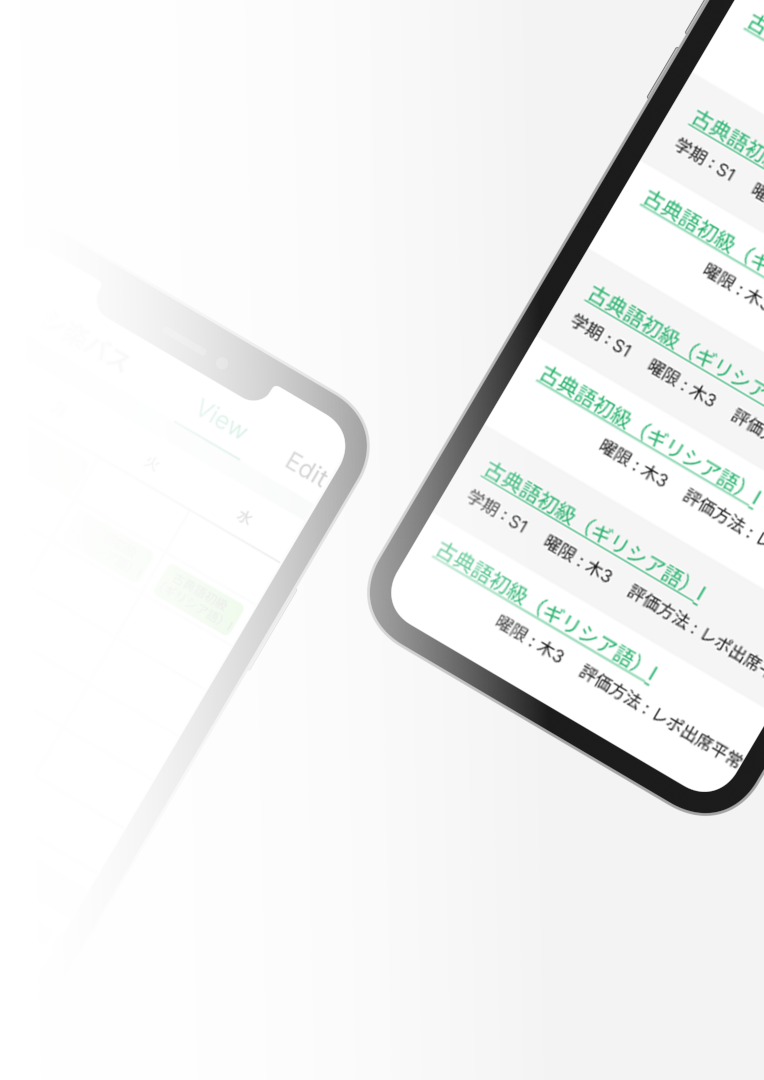 バス
View
Edit
火
水
古
古典語初
学期 : S1 曜
古典語初級（ギ
曜限 : 木3
古典語初級（ギリシア
学期 : S1 曜限 : 木3 評価
古典語初級（ギリシア語）I
曜限 : 木3 評価方法 : レ
古典語初級（ギリシア語）I
学期 : S1 曜限 : 木3 評価方法 : レポ出席平
古典語初級（ギリシア語）I
曜限 : 木3 評価方法 : レポ出席平常